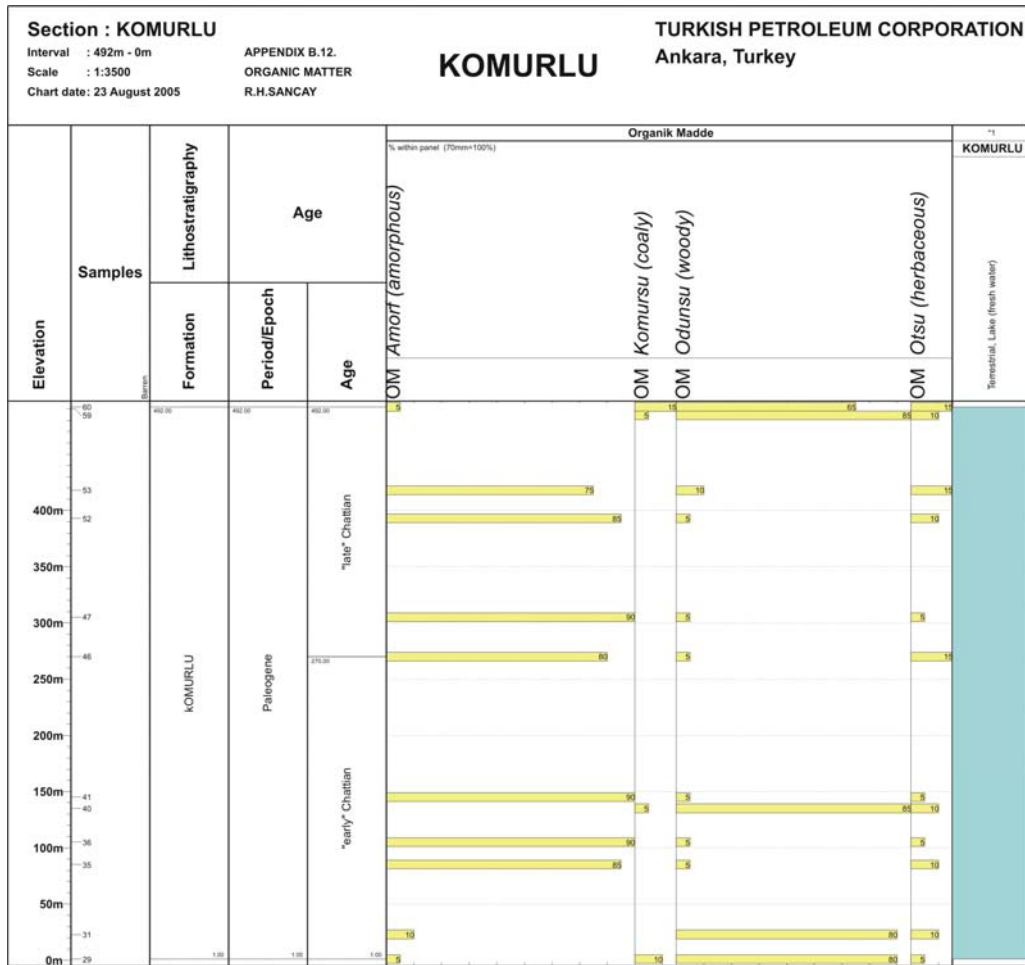 Section : KOMURLU
Interval : 492m - 0m
Scale : 1:3500
Chart date: 23 August 2005
APPENDIX B.12.
ORGANIC MATTER
R.H.SANCAY
KOMURLU
TURKISH PETROLEUM CORPORATION
Ankara, Turkey
Elevation
Samples
Barren
Lithostratigraphy
Formation
Age
Period/Epoch
Age
Organik Madde
% within panel (70mm=100%)
OM Amorf (amorphous)
OM Komursu (coaly)
OM Odunsu (woody)
OM Otsu (herbaceous)
*1
KOMURLU
Terrestrial, Lake (fresh water)
60 492.00 492.00 492.00 5 15 65 15
59 5 85 10
53 75 10 15
400m
52 85 5 10
"late" Chattian
350m
47 90 5 5
300m
46 270.00 80 5 15
250m
kOMURLU
Paleogene
200m
150m
41 90 5 5
40 5 85 10
"early" Chattian
36 90 5 5
100m
35 85 5 10
50m
31 10 80 10
1.00 1.00 1.00
0m 29 5 10 80 5